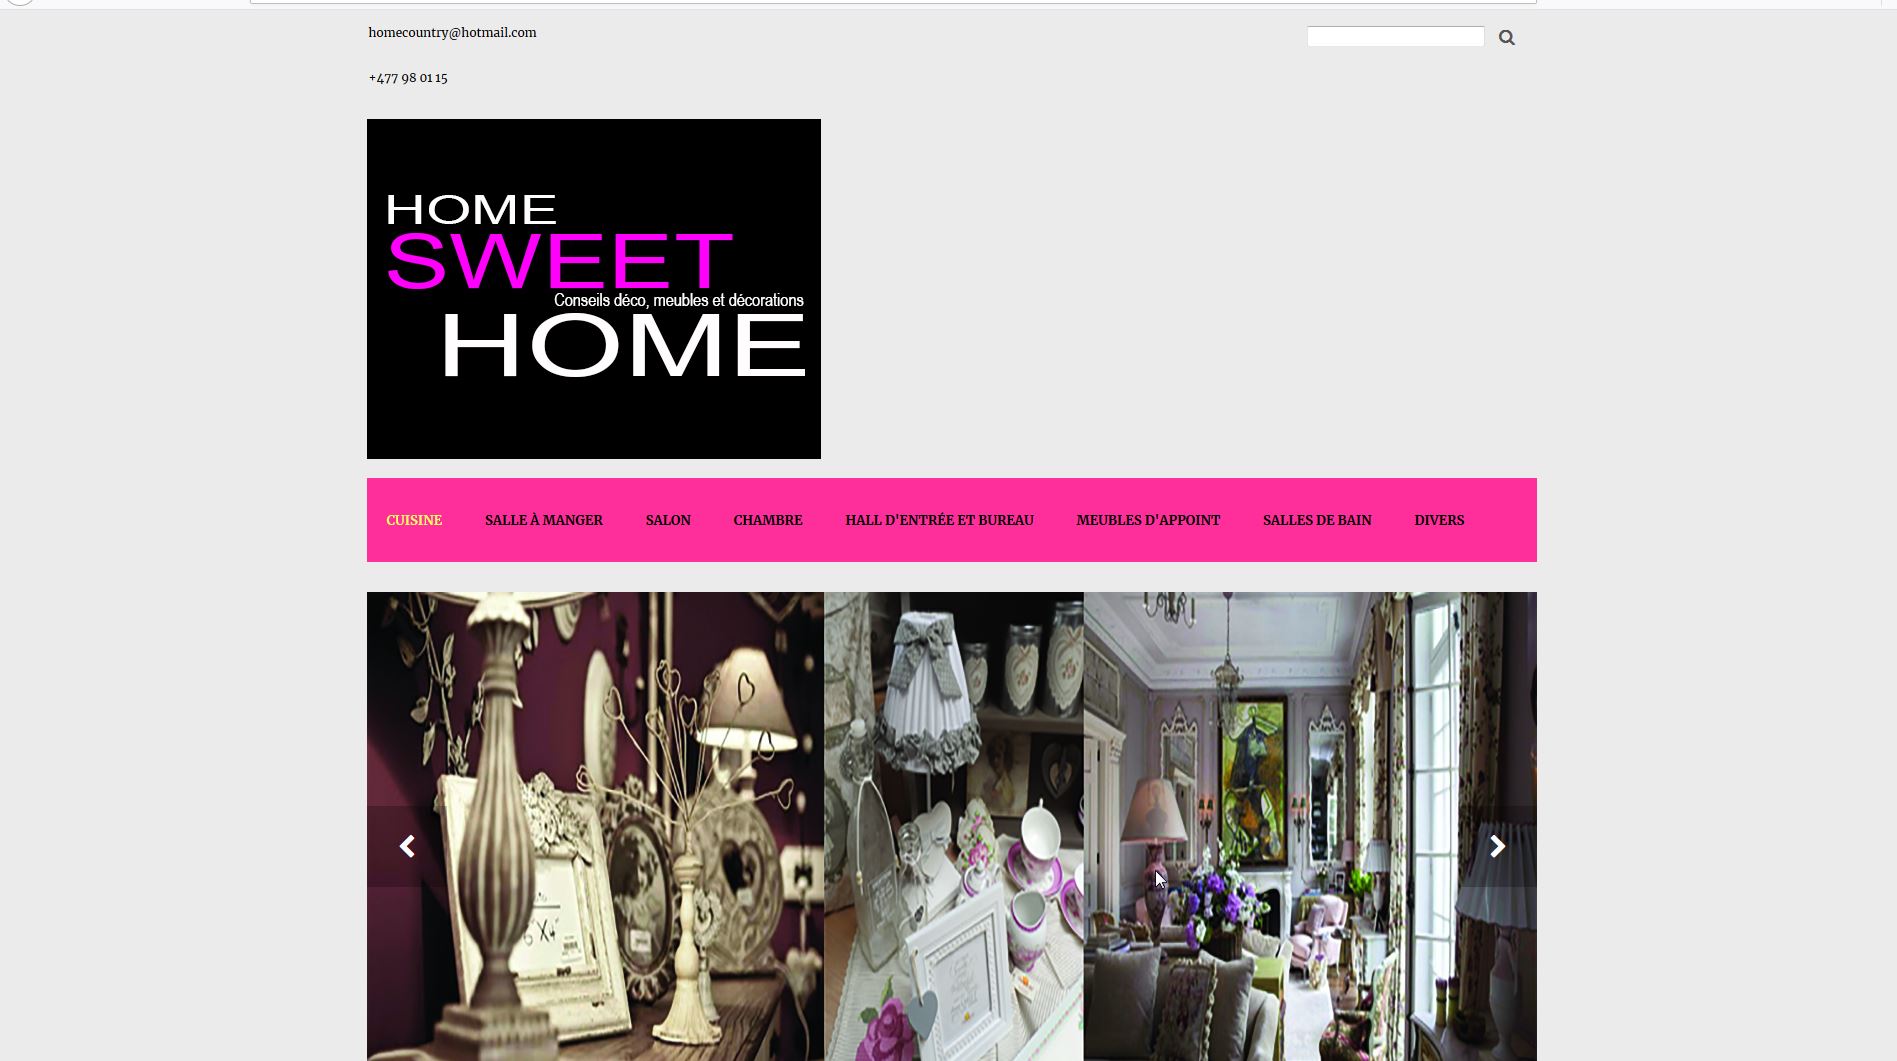 homecountry@hotmail.com
+477 98 01 15
HOME
SWEET
Conseils déco, meubles et décorations
HOME
CUISINE SALLE À MANGER SALON CHAMBRE HALL D'ENTRÉE ET BUREAU MEUBLES D'APPOINT SALLES DE BAIN DIVERS